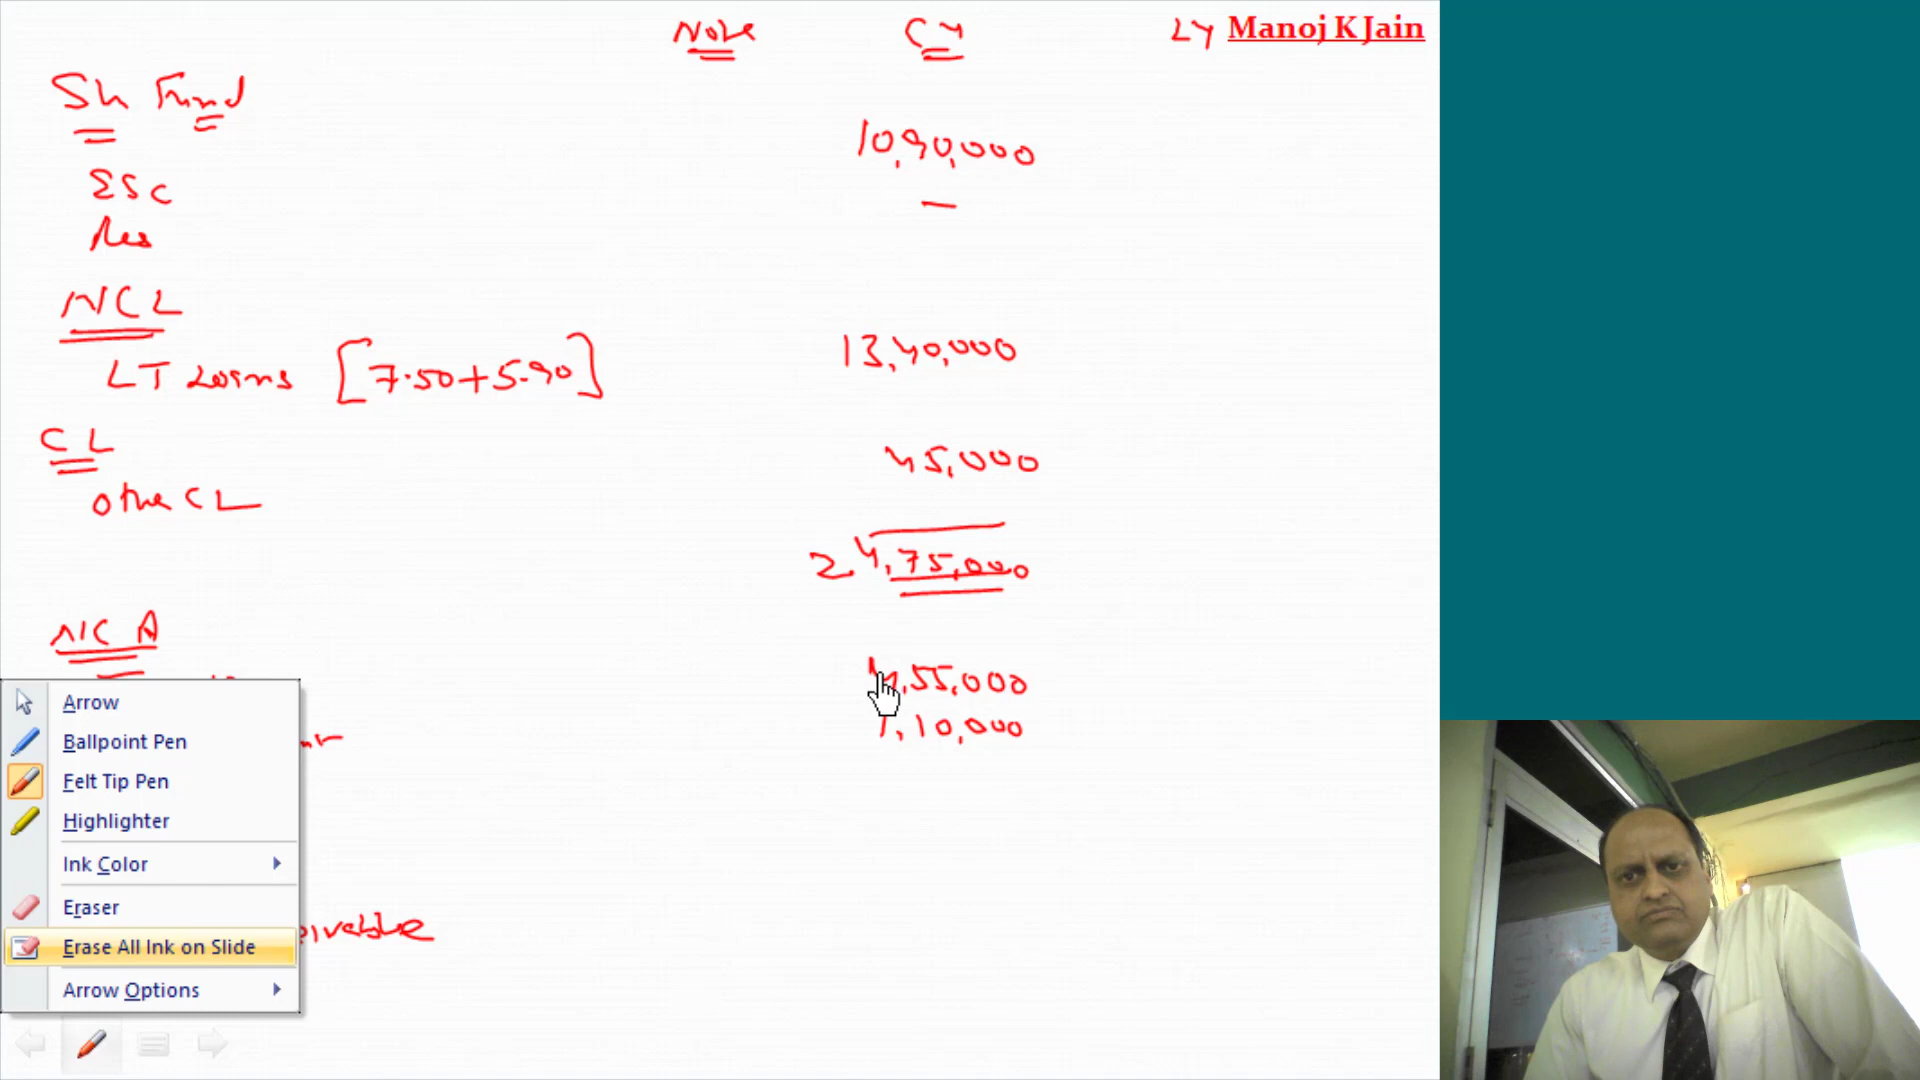 Note CY LY Manoj K Jain
Sh Fund
10,90,000
ESC —
Res
NCL
LT Loans [7.50+5.90] 13,40,000
CL
45,000
other CL
24,75,000
NCA
4,55,000
1,10,000
Arrow
Ballpoint Pen
Felt Tip Pen
Highlighter
Ink Color
Eraser
Erase All Ink on Slide
Arrow Options